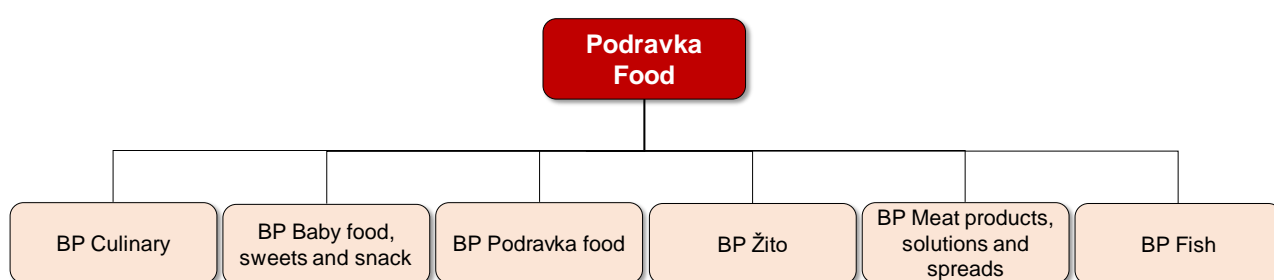 Podravka
Food
BP Culinary
BP Baby food,
sweets and snack
BP Podravka food
BP Žito
BP Meat products,
solutions and
spreads
BP Fish